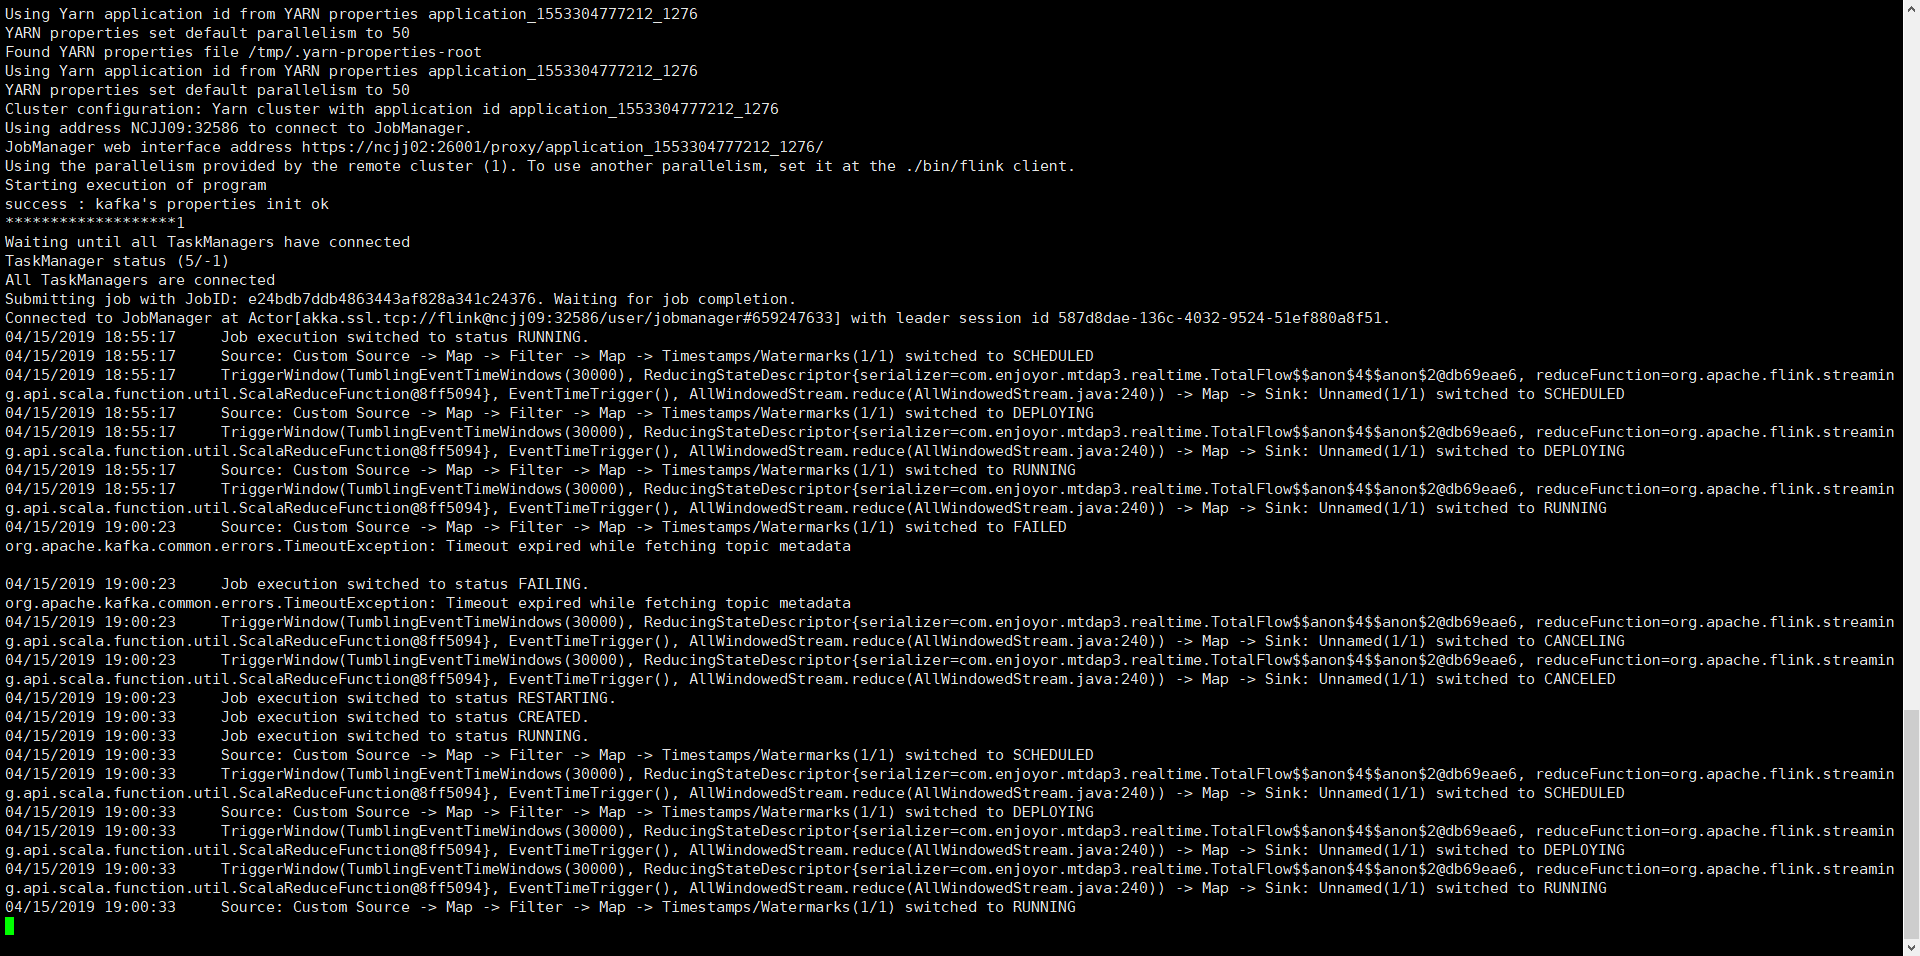 Using Yarn application id from YARN properties application_1553304777212_1276
YARN properties set default parallelism to 50
Found YARN properties file /tmp/.yarn-properties-root
Using Yarn application id from YARN properties application_1553304777212_1276
YARN properties set default parallelism to 50
Cluster configuration: Yarn cluster with application id application_1553304777212_1276
Using address NCJJ09:32586 to connect to JobManager.
JobManager web interface address https://ncjj02:26001/proxy/application_1553304777212_1276/
Using the parallelism provided by the remote cluster (1). To use another parallelism, set it at the ./bin/flink client.
Starting execution of program
success : kafka's properties init ok
*******************1
Waiting until all TaskManagers have connected
TaskManager status (5/-1)
All TaskManagers are connected
Submitting job with JobID: e24bdb7ddb4863443af828a341c24376. Waiting for job completion.
Connected to JobManager at Actor[akka.ssl.tcp://flink@ncjj09:32586/user/jobmanager#659247633] with leader session id 587d8dae-136c-4032-9524-51ef880a8f51.
04/15/2019 18:55:17     Job execution switched to status RUNNING.
04/15/2019 18:55:17     Source: Custom Source -> Map -> Filter -> Map -> Timestamps/Watermarks(1/1) switched to SCHEDULED
04/15/2019 18:55:17     TriggerWindow(TumblingEventTimeWindows(30000), ReducingStateDescriptor{serializer=com.enjoyor.mtdap3.realtime.TotalFlow$$anon$4$$anon$2@db69eae6, reduceFunction=org.apache.flink.streamin
g.api.scala.function.util.ScalaReduceFunction@8ff5094}, EventTimeTrigger(), AllWindowedStream.reduce(AllWindowedStream.java:240)) -> Map -> Sink: Unnamed(1/1) switched to SCHEDULED
04/15/2019 18:55:17     Source: Custom Source -> Map -> Filter -> Map -> Timestamps/Watermarks(1/1) switched to DEPLOYING
04/15/2019 18:55:17     TriggerWindow(TumblingEventTimeWindows(30000), ReducingStateDescriptor{serializer=com.enjoyor.mtdap3.realtime.TotalFlow$$anon$4$$anon$2@db69eae6, reduceFunction=org.apache.flink.streamin
g.api.scala.function.util.ScalaReduceFunction@8ff5094}, EventTimeTrigger(), AllWindowedStream.reduce(AllWindowedStream.java:240)) -> Map -> Sink: Unnamed(1/1) switched to DEPLOYING
04/15/2019 18:55:17     Source: Custom Source -> Map -> Filter -> Map -> Timestamps/Watermarks(1/1) switched to RUNNING
04/15/2019 18:55:17     TriggerWindow(TumblingEventTimeWindows(30000), ReducingStateDescriptor{serializer=com.enjoyor.mtdap3.realtime.TotalFlow$$anon$4$$anon$2@db69eae6, reduceFunction=org.apache.flink.streamin
g.api.scala.function.util.ScalaReduceFunction@8ff5094}, EventTimeTrigger(), AllWindowedStream.reduce(AllWindowedStream.java:240)) -> Map -> Sink: Unnamed(1/1) switched to RUNNING
04/15/2019 19:00:23     Source: Custom Source -> Map -> Filter -> Map -> Timestamps/Watermarks(1/1) switched to FAILED
org.apache.kafka.common.errors.TimeoutException: Timeout expired while fetching topic metadata

04/15/2019 19:00:23     Job execution switched to status FAILING.
org.apache.kafka.common.errors.TimeoutException: Timeout expired while fetching topic metadata
04/15/2019 19:00:23     TriggerWindow(TumblingEventTimeWindows(30000), ReducingStateDescriptor{serializer=com.enjoyor.mtdap3.realtime.TotalFlow$$anon$4$$anon$2@db69eae6, reduceFunction=org.apache.flink.streamin
g.api.scala.function.util.ScalaReduceFunction@8ff5094}, EventTimeTrigger(), AllWindowedStream.reduce(AllWindowedStream.java:240)) -> Map -> Sink: Unnamed(1/1) switched to CANCELING
04/15/2019 19:00:23     TriggerWindow(TumblingEventTimeWindows(30000), ReducingStateDescriptor{serializer=com.enjoyor.mtdap3.realtime.TotalFlow$$anon$4$$anon$2@db69eae6, reduceFunction=org.apache.flink.streamin
g.api.scala.function.util.ScalaReduceFunction@8ff5094}, EventTimeTrigger(), AllWindowedStream.reduce(AllWindowedStream.java:240)) -> Map -> Sink: Unnamed(1/1) switched to CANCELED
04/15/2019 19:00:23     Job execution switched to status RESTARTING.
04/15/2019 19:00:33     Job execution switched to status CREATED.
04/15/2019 19:00:33     Job execution switched to status RUNNING.
04/15/2019 19:00:33     Source: Custom Source -> Map -> Filter -> Map -> Timestamps/Watermarks(1/1) switched to SCHEDULED
04/15/2019 19:00:33     TriggerWindow(TumblingEventTimeWindows(30000), ReducingStateDescriptor{serializer=com.enjoyor.mtdap3.realtime.TotalFlow$$anon$4$$anon$2@db69eae6, reduceFunction=org.apache.flink.streamin
g.api.scala.function.util.ScalaReduceFunction@8ff5094}, EventTimeTrigger(), AllWindowedStream.reduce(AllWindowedStream.java:240)) -> Map -> Sink: Unnamed(1/1) switched to SCHEDULED
04/15/2019 19:00:33     Source: Custom Source -> Map -> Filter -> Map -> Timestamps/Watermarks(1/1) switched to DEPLOYING
04/15/2019 19:00:33     TriggerWindow(TumblingEventTimeWindows(30000), ReducingStateDescriptor{serializer=com.enjoyor.mtdap3.realtime.TotalFlow$$anon$4$$anon$2@db69eae6, reduceFunction=org.apache.flink.streamin
g.api.scala.function.util.ScalaReduceFunction@8ff5094}, EventTimeTrigger(), AllWindowedStream.reduce(AllWindowedStream.java:240)) -> Map -> Sink: Unnamed(1/1) switched to DEPLOYING
04/15/2019 19:00:33     TriggerWindow(TumblingEventTimeWindows(30000), ReducingStateDescriptor{serializer=com.enjoyor.mtdap3.realtime.TotalFlow$$anon$4$$anon$2@db69eae6, reduceFunction=org.apache.flink.streamin
g.api.scala.function.util.ScalaReduceFunction@8ff5094}, EventTimeTrigger(), AllWindowedStream.reduce(AllWindowedStream.java:240)) -> Map -> Sink: Unnamed(1/1) switched to RUNNING
04/15/2019 19:00:33     Source: Custom Source -> Map -> Filter -> Map -> Timestamps/Watermarks(1/1) switched to RUNNING